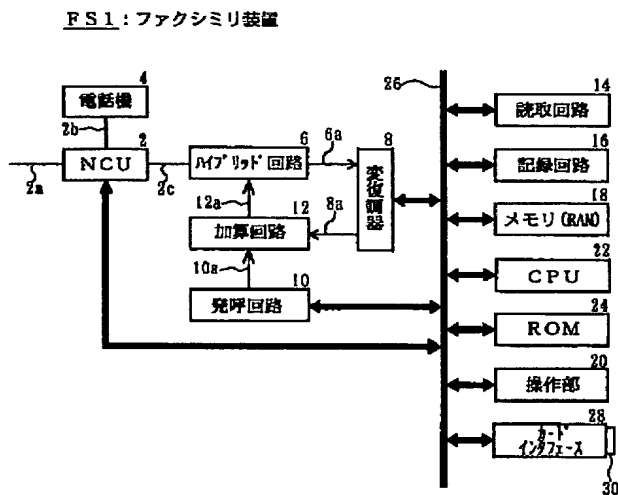 FS1:ファクシミリ装置
26
4
電話機
2b
2
NCU
2a
2c
6
ハイブリッド回路
6a
8
変復調器
12a
12
加算回路
8a
10a
10
発呼回路
14
読取回路
16
記録回路
18
メモリ(RAM)
22
CPU
24
ROM
20
操作部
28
カード
インタフェース
30